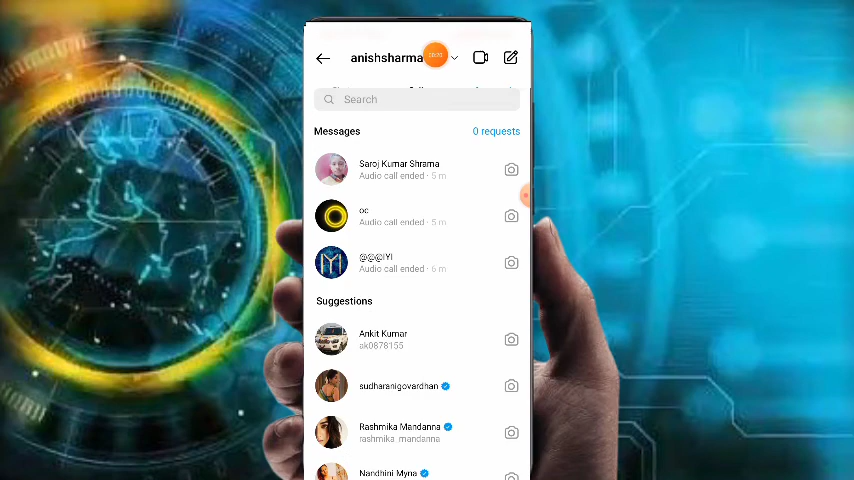 anishsharma
Search
Messages
0 requests
Saroj Kumar Shrama
Audio call ended · 5 m
oc
Audio call ended · 5 m
@@@IYI
Audio call ended · 6 m
Suggestions
Ankit Kumar
ak0878155
sudharanigovardhan
Rashmika Mandanna
rashmika_mandanna
Nandhini Myna